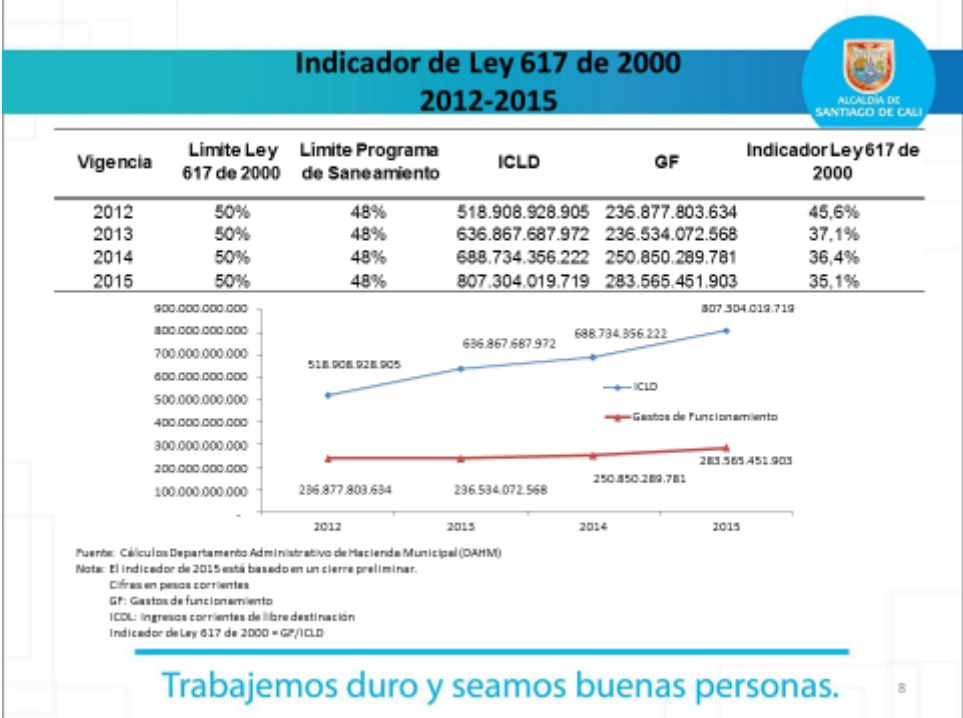 Indicador de Ley 617 de 2000
2012-2015
ALCALDÍA DE
SANTIAGO DE CALI
Vigencia Limite Ley 617 de 2000 Limite Programa de Saneamiento ICLD GF Indicador Ley 617 de 2000
2012 50% 48% 518.908.928.905 236.877.803.634 45,6%
2013 50% 48% 636.867.687.972 236.534.072.568 37,1%
2014 50% 48% 688.734.356.222 250.850.289.781 36,4%
2015 50% 48% 807.304.019.719 283.565.451.903 35,1%
900.000.000.000
800.000.000.000
700.000.000.000
600.000.000.000
500.000.000.000
400.000.000.000
300.000.000.000
200.000.000.000
100.000.000.000
-
518.908.928.905
636.867.687.972
688.734.356.222
807.304.019.719
ICLD
Gastos de Funcionamiento
236.877.803.634
236.534.072.568
250.850.289.781
283.565.451.903
2012 2013 2014 2015
Fuente: Cálculos Departamento Administrativo de Hacienda Municipal (DAHM)
Nota: El indicador de 2015 está basado en un cierre preliminar.
Cifras en pesos corrientes
GF: Gastos de funcionamiento
ICDL: Ingresos corrientes de libre destinación
Indicador de Ley 617 de 2000 = GF/ICLD
Trabajemos duro y seamos buenas personas.
8